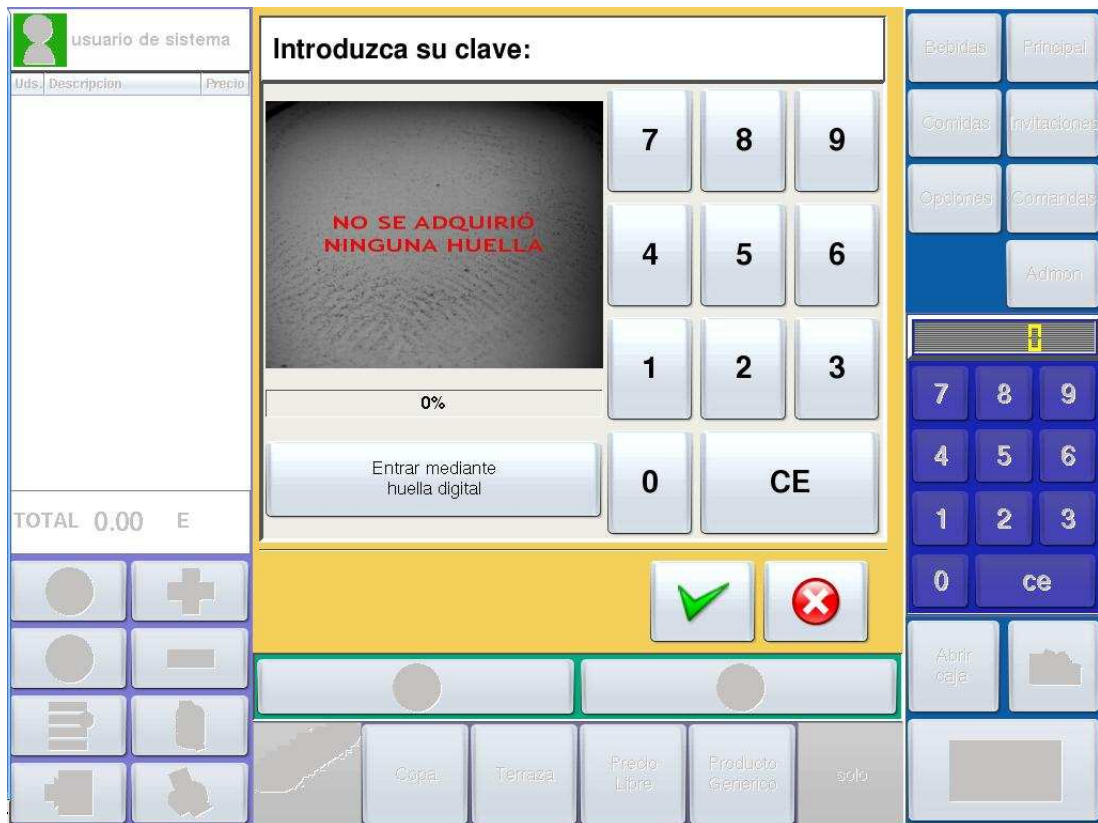 usuario de sistema
Uds. Descripcion Precio
TOTAL 0.00 E
Introduzca su clave:
NO SE ADQUIRIÓ
NINGUNA HUELLA
0%
Entrar mediante
huella digital
7 8 9
4 5 6
1 2 3
0 CE
Copa
Terraza
Precio
Libre
Producto
Generico
solo
Bebidas Principal
Comidas Invitaciones
Opciones Comandas
Admon
0
7 8 9
4 5 6
1 2 3
0 ce
Abrir
caja